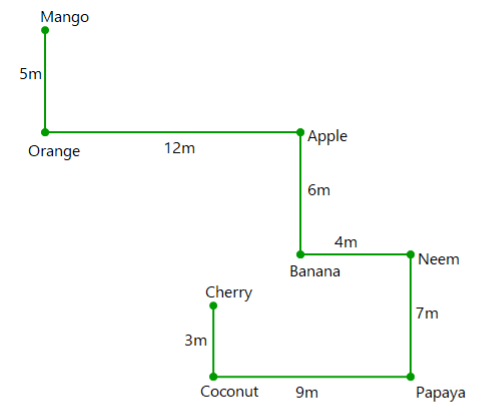 Mango
5m
Orange
12m
Apple
6m
4m
Banana
Neem
Cherry
7m
3m
Coconut
9m
Papaya